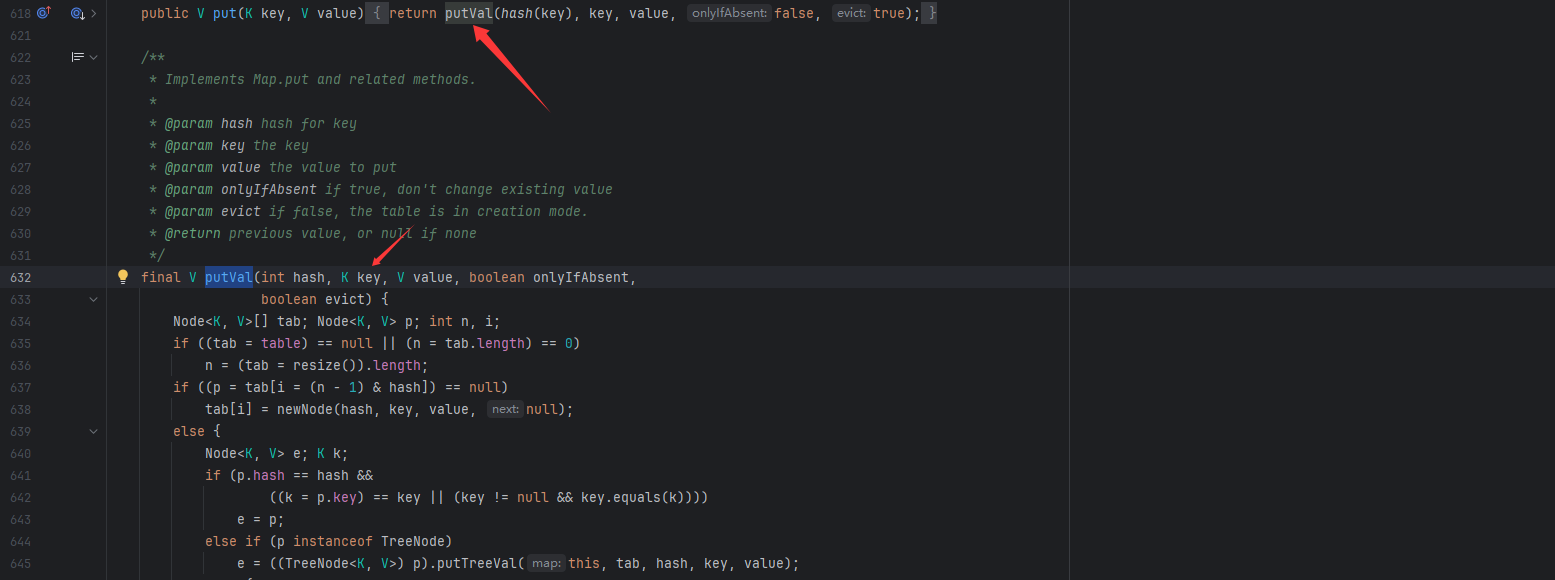 618 public V put(K key, V value) { return putVal(hash(key), key, value, onlyIfAbsent: false, evict: true); }
621
622 /**
623 * Implements Map.put and related methods.
624 *
625 * @param hash hash for key
626 * @param key the key
627 * @param value the value to put
628 * @param onlyIfAbsent if true, don't change existing value
629 * @param evict if false, the table is in creation mode.
630 * @return previous value, or null if none
631 */
632 final V putVal(int hash, K key, V value, boolean onlyIfAbsent,
633 boolean evict) {
634 Node<K, V>[] tab; Node<K, V> p; int n, i;
635 if ((tab = table) == null || (n = tab.length) == 0)
636 n = (tab = resize()).length;
637 if ((p = tab[i = (n - 1) & hash]) == null)
638 tab[i] = newNode(hash, key, value, next: null);
639 else {
640 Node<K, V> e; K k;
641 if (p.hash == hash &&
642 ((k = p.key) == key || (key != null && key.equals(k))))
643 e = p;
644 else if (p instanceof TreeNode)
645 e = ((TreeNode<K, V>) p).putTreeVal( map: this, tab, hash, key, value);